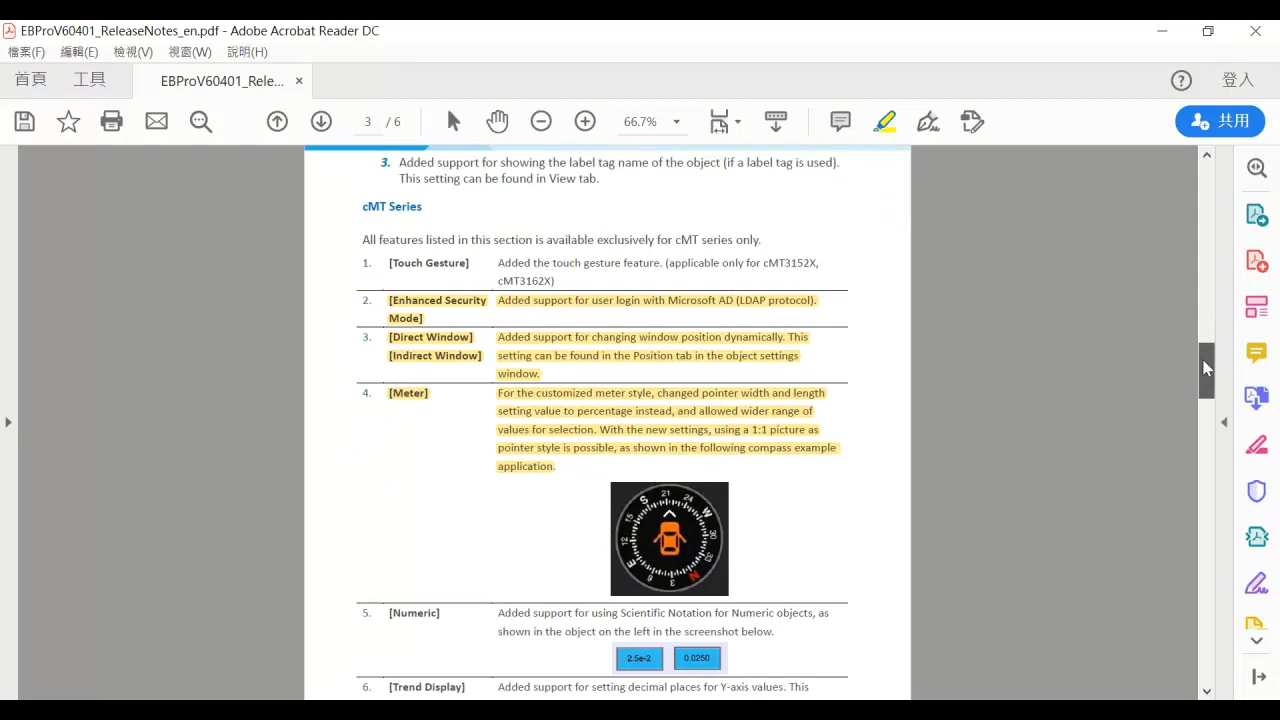 EBProV60401_ReleaseNotes_en.pdf - Adobe Acrobat Reader DC
檔案(F) 編輯(E) 檢視(V) 視窗(W) 說明(H)
首頁 工具 EBProV60401_Rele... × 登入
3 / 6 66.7% 共用
3. Added support for showing the label tag name of the object (if a label tag is used).
This setting can be found in View tab.
cMT Series
All features listed in this section is available exclusively for cMT series only.
1. [Touch Gesture] Added the touch gesture feature. (applicable only for cMT3152X,
cMT3162X)
2. [Enhanced Security Added support for user login with Microsoft AD (LDAP protocol).
Mode]
3. [Direct Window] Added support for changing window position dynamically. This
[Indirect Window] setting can be found in the Position tab in the object settings
window.
4. [Meter] For the customized meter style, changed pointer width and length
setting value to percentage instead, and allowed wider range of
values for selection. With the new settings, using a 1:1 picture as
pointer style is possible, as shown in the following compass example
application.
S 21 24 W 30 33 N 3 6 E 12 15
5. [Numeric] Added support for using Scientific Notation for Numeric objects, as
shown in the object on the left in the screenshot below.
2.5e-2 0.0250
6. [Trend Display] Added support for setting decimal places for Y-axis values. This